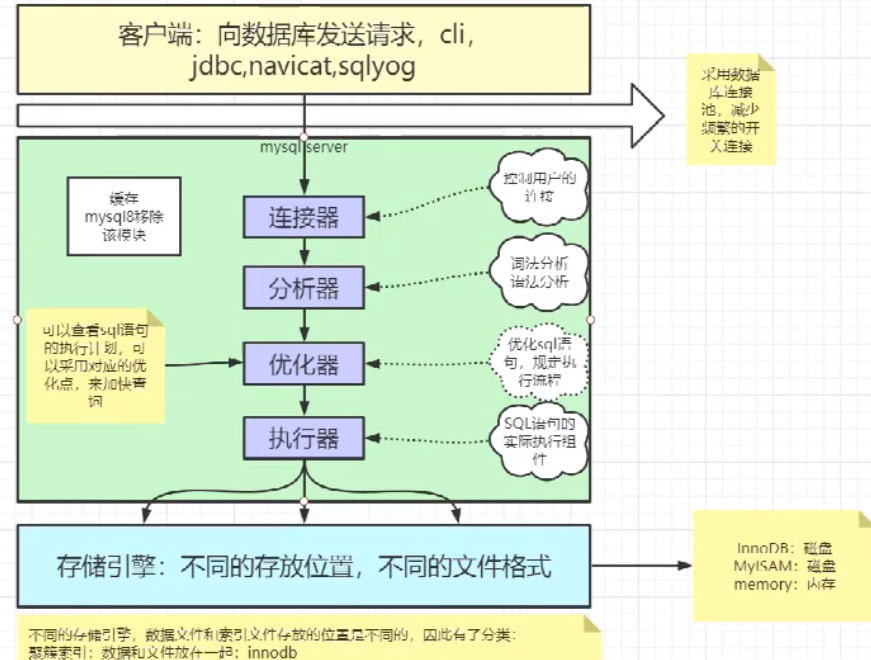 客户端：向数据库发送请求，cli，
jdbc,navicat,sqlyog
采用数据
库连接
池，减少
频繁的开
关连接
mysql server
缓存
mysql8移除
该模块
连接器
控制用户的
连接
分析器
词法分析
语法分析
可以查看sql语句
的执行计划，可
以采用对应的优
化点，来加快查
询
优化器
优化sql语
句，规定执
行流程
执行器
SQL语句的
实际执行组
件
存储引擎：不同的存放位置，不同的文件格式
InnoDB：磁盘
MyISAM：磁盘
memory：内存
不同的存储引擎，数据文件和索引文件存放的位置是不同的，因此有了分类：
聚簇索引：数据和文件放在一起：innodb